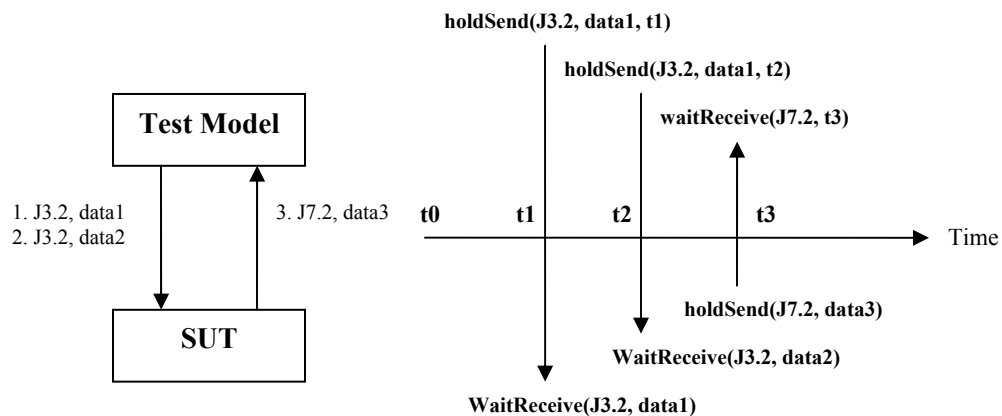 Test Model
1. J3.2, data1
2. J3.2, data2
3. J7.2, data3
SUT
holdSend(J3.2, data1, t1)
holdSend(J3.2, data1, t2)
waitReceive(J7.2, t3)
t0
t1
t2
t3
Time
holdSend(J7.2, data3)
WaitReceive(J3.2, data2)
WaitReceive(J3.2, data1)